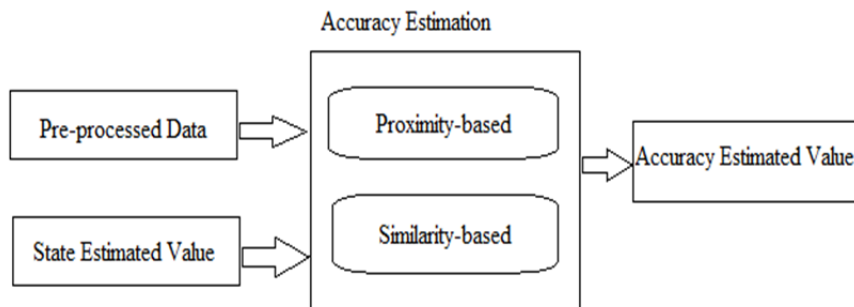 Accuracy Estimation
Pre-processed Data
Proximity-based
Accuracy Estimated Value
State Estimated Value
Similarity-based